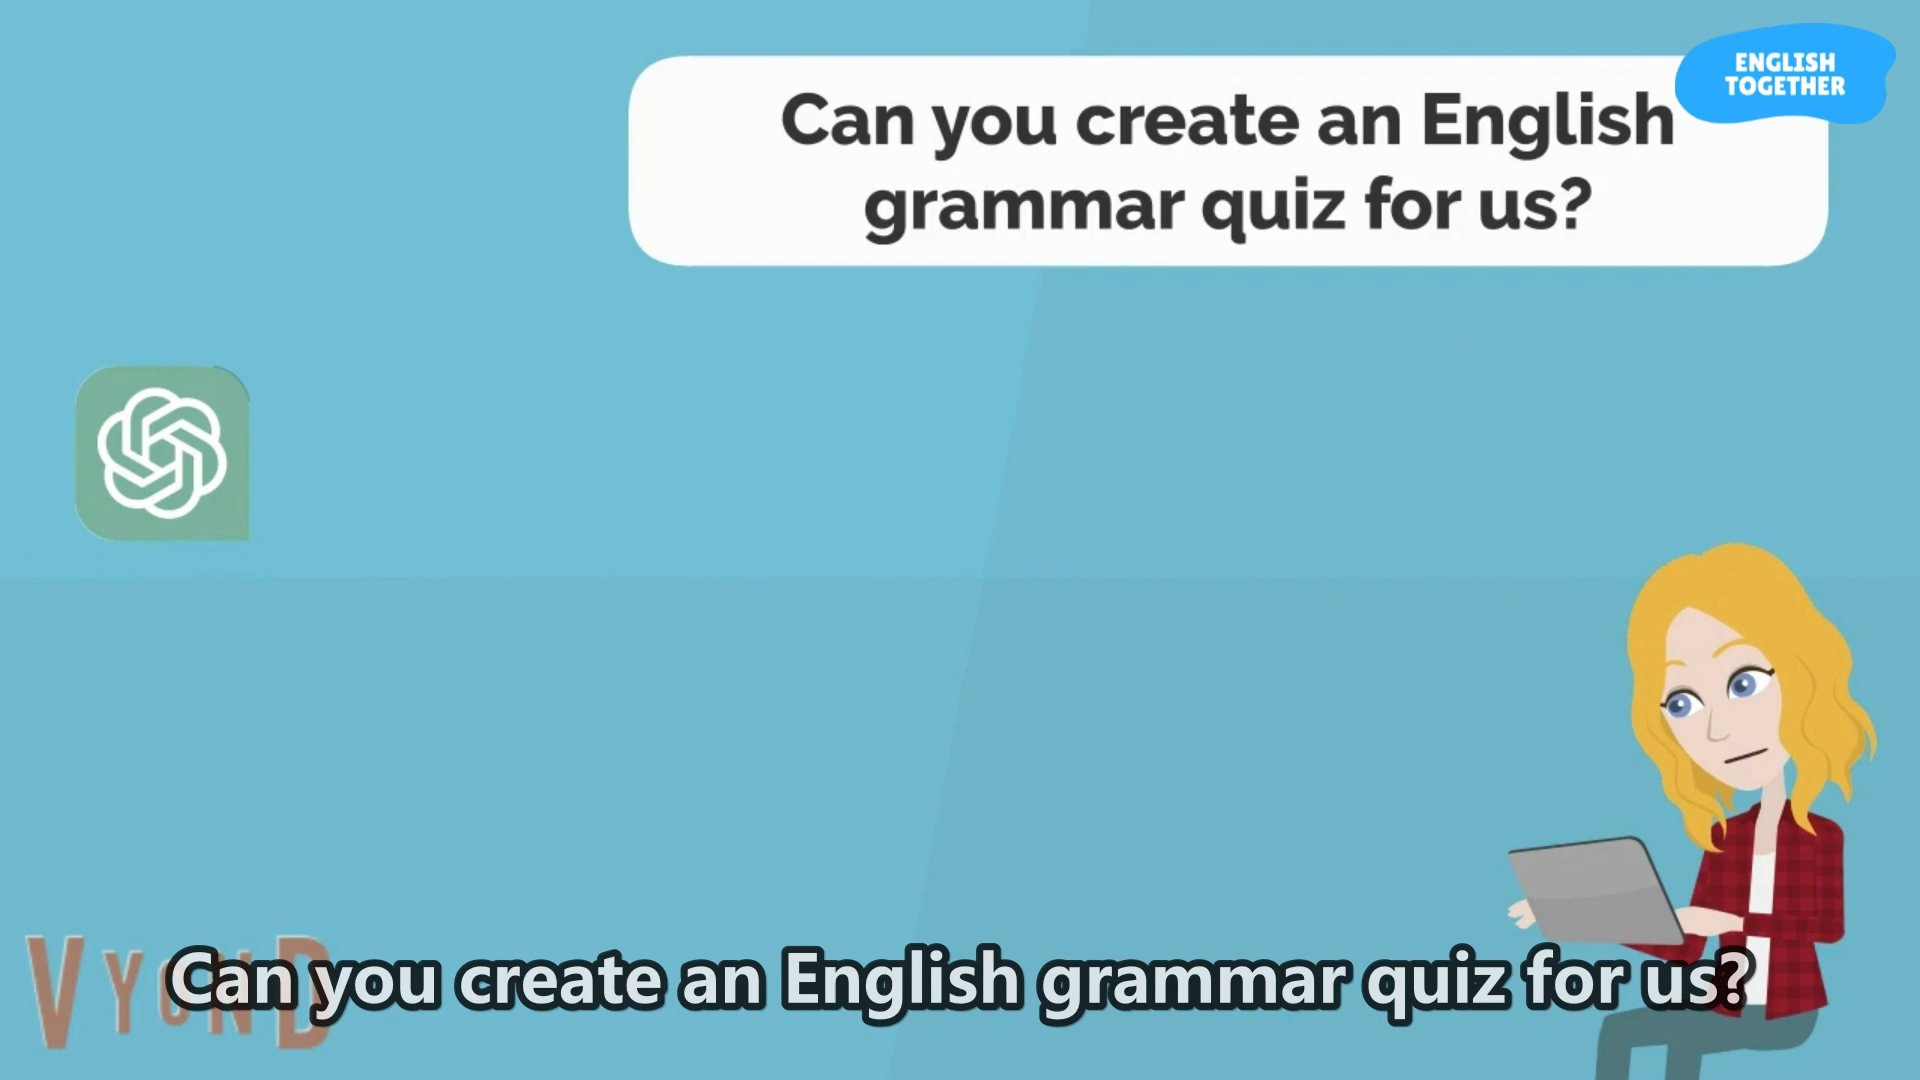 ENGLISH
TOGETHER
Can you create an English
grammar quiz for us?
VYOND
Can you create an English grammar quiz for us?